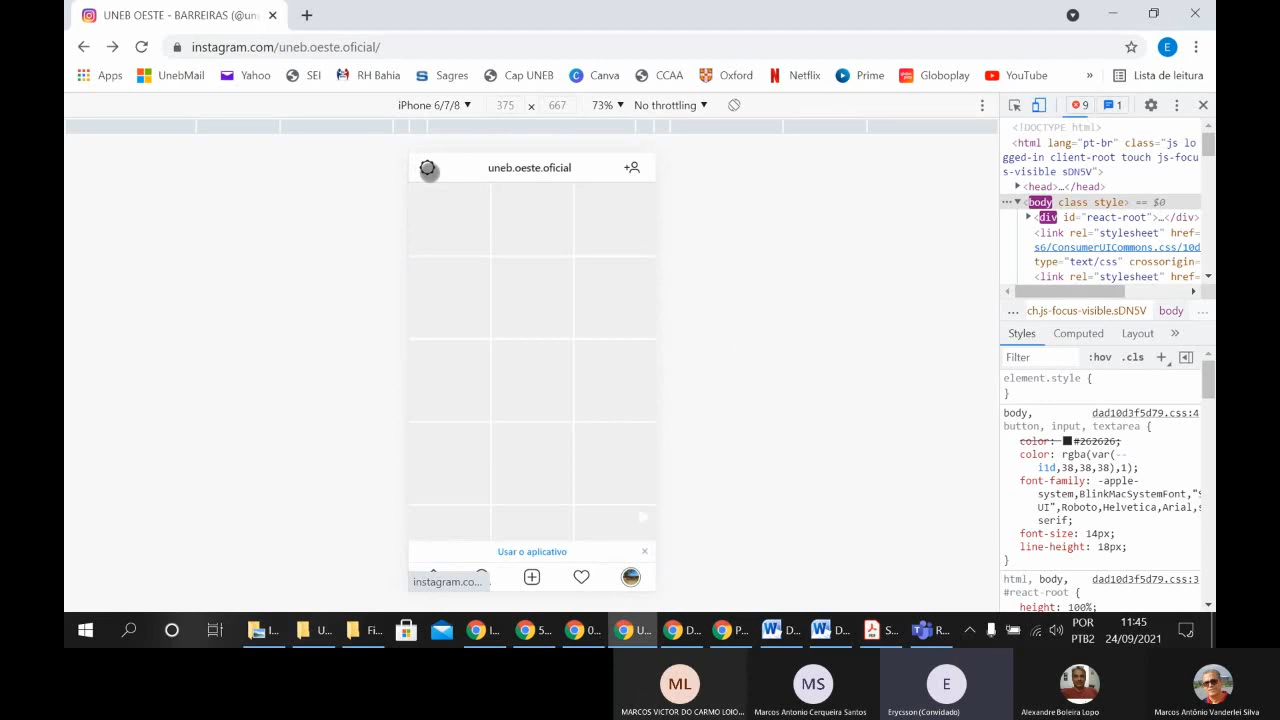 UNEB OESTE - BARREIRAS (@un
instagram.com/uneb.oeste.oficial/
E
Apps UnebMail Yahoo SEI RH Bahia Sagres Cap UNEB Canva CCAA Oxford Netflix Prime Globoplay YouTube » Lista de leitura
iPhone 6/7/8 ▼ 375 x 667 73% ▼ No throttling ▼ 9 1
<!DOCTYPE html>
<html lang="pt-br" class="js lo
gged-in client-root touch js-focu
s-visible sDN5V">
<head>…</head>
<body class style> == $0
<div id="react-root">…</div>
<link rel="stylesheet" href=
s6/ConsumerUICommons.css/10d
type="text/css" crossorigin=
<link rel="stylesheet" href=
... ch.js-focus-visible.sDN5V body ...
Styles Computed Layout »
Filter :hov .cls +
element.style {
}
body, dad10d3f5d79.css:4
button, input, textarea {
color: #262626;
color: rgba(var(--
i1d,38,38,38),1);
font-family: -apple-
system,BlinkMacSystemFont,"S
UI",Roboto,Helvetica,Arial,s
serif;
font-size: 14px;
line-height: 18px;
}
html, body, dad10d3f5d79.css:3
#react-root {
height: 100%;
uneb.oeste.oficial
Usar o aplicativo ×
instagram.co...
I... U... Fi... I... 5... 0... U... D... P... D... D... P... R... POR 11:45
PTB2 24/09/2021
ML MS E
MARCOS VICTOR DO CARMO LOIO... Marcos Antonio Cerqueira Santos Erycsson (Convidado) Alexandre Boleira Lopo Marcos Antônio Vanderlei Silva